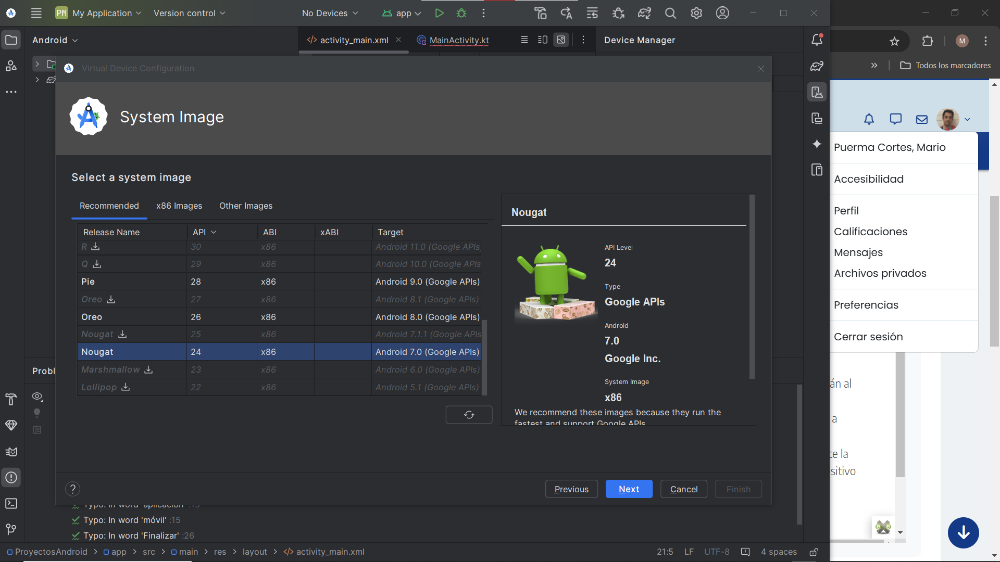 PM My Application
Version control
No Devices
app
Android
activity_main.xml
MainActivity.kt
Device Manager
Virtual Device Configuration
System Image
Select a system image
Recommended
x86 Images
Other Images
Release Name API ABI xABI Target
R 30 x86 Android 11.0 (Google APIs
Q 29 x86 Android 10.0 (Google APIs
Pie 28 x86 Android 9.0 (Google APIs)
Oreo 27 x86 Android 8.1 (Google APIs)
Oreo 26 x86 Android 8.0 (Google APIs)
Nougat 25 x86 Android 7.1.1 (Google APIs
Nougat 24 x86 Android 7.0 (Google APIs)
Marshmallow 23 x86 Android 6.0 (Google APIs)
Lollipop 22 x86 Android 5.1 (Google APIs)
Nougat
API Level
24
Type
Google APIs
Android
7.0
Google Inc.
System Image
x86
We recommend these images because they run the
fastest and support Google APIs
?
Previous
Next
Cancel
Finish
Probl
Typo: In word 'aplicación' :15
Typo: In word 'móvil' :15
Typo: In word 'Finalizar' :26
ProyectosAndroid > app > src > main > res > layout > activity_main.xml
21:5
LF
UTF-8
4 spaces
M
Todos los marcadores
Puerma Cortes, Mario
Accesibilidad
Perfil
Calificaciones
Mensajes
Archivos privados
Preferencias
Cerrar sesión
án al
a
ce la
sitivo